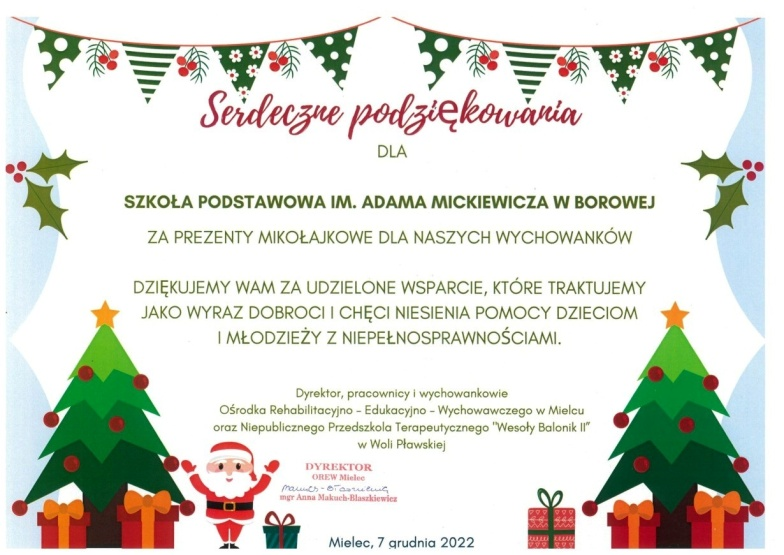 Serdeczne podziękowania
DLA
SZKOŁA PODSTAWOWA IM. ADAMA MICKIEWICZA W BOROWEJ
ZA PREZENTY MIKOŁAJKOWE DLA NASZYCH WYCHOWANKÓW
DZIĘKUJEMY WAM ZA UDZIELONE WSPARCIE, KTÓRE TRAKTUJEMY
JAKO WYRAZ DOBROCI I CHĘCI NIESIENIA POMOCY DZIECIOM
I MŁODZIEŻY Z NIEPEŁNOSPRAWNOŚCIAMI.
Dyrektor, pracownicy i wychowankowie
Ośrodka Rehabilitacyjno - Edukacyjno - Wychowawczego w Mielcu
oraz Niepublicznego Przedszkola Terapeutycznego "Wesoły Balonik II"
w Woli Pławskiej
DYREKTOR
OREW Mielec
mgr Anna Makuch-Błaszkiewicz
Mielec, 7 grudnia 2022